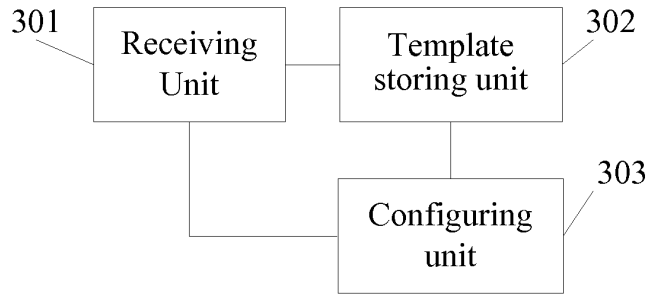 301
Receiving
Unit
Template
storing unit
302
Configuring
unit
303